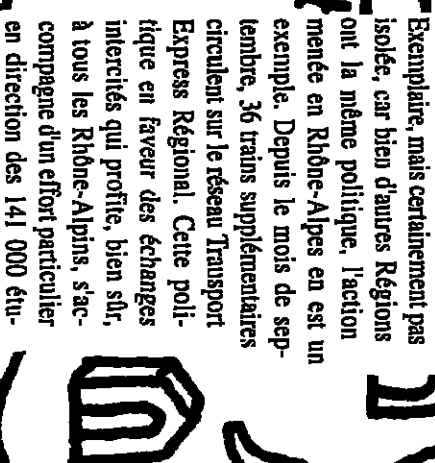 Exemplaire, mais certainement pas
isolée, car bien d'autres Régions
ont la même politique, l'action
menée en Rhône-Alpes en est un
exemple. Depuis le mois de sep-
tembre, 36 trains supplémentaires
circulent sur le réseau Transport
Express Régional. Cette poli-
tique en faveur des échanges
intercités qui profite, bien sûr,
à tous les Rhône-Alpins, s'ac-
compagne d'un effort particulier
en direction des 141 000 étu-